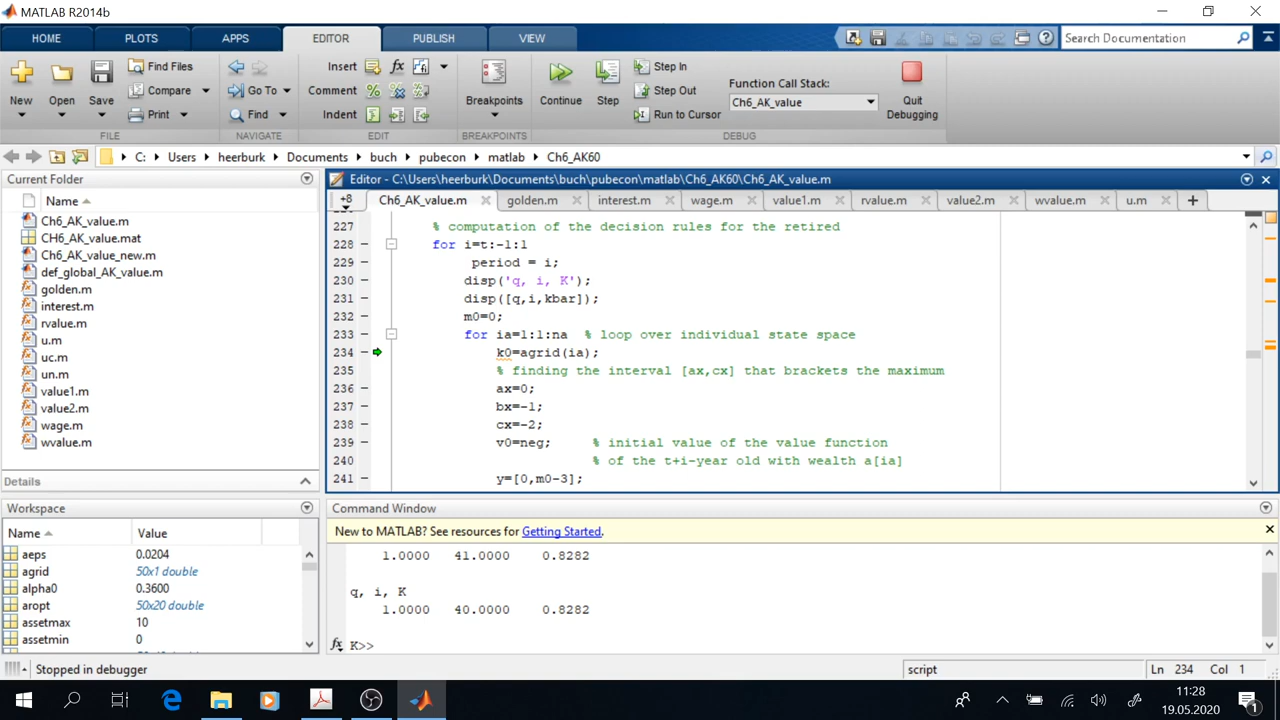 MATLAB R2014b
HOME PLOTS APPS EDITOR PUBLISH VIEW Search Documentation
New Open Save Find Files Compare Print
Go To Find
Insert fx
Comment
Indent
Breakpoints Continue Step Step In Step Out Run to Cursor
Function Call Stack:
Ch6_AK_value
Quit Debugging
FILE NAVIGATE EDIT BREAKPOINTS DEBUG
C: Users heerburk Documents buch pubecon matlab Ch6_AK60
Current Folder
Name
Ch6_AK_value.m
CH6_AK_value.mat
Ch6_AK_value_new.m
def_global_AK_value.m
golden.m
interest.m
rvalue.m
u.m
uc.m
un.m
value1.m
value2.m
wage.m
wvalue.m
Details
Editor - C:\Users\heerburk\Documents\buch\pubecon\matlab\Ch6_AK60\Ch6_AK_value.m
+8 Ch6_AK_value.m golden.m interest.m wage.m value1.m rvalue.m value2.m wvalue.m u.m
227 % computation of the decision rules for the retired
228 – for i=t:-1:1
229 – period = i;
230 – disp('q, i, K');
231 – disp([q,i,kbar]);
232 – m0=0;
233 – for ia=1:1:na % loop over individual state space
234 – k0=agrid(ia);
235 % finding the interval [ax,cx] that brackets the maximum
236 – ax=0;
237 – bx=-1;
238 – cx=-2;
239 – v0=neg; % initial value of the value function
240 % of the t+i-year old with wealth a[ia]
241 – y=[0,m0-3];
Workspace
Name Value
aeps 0.0204
agrid 50x1 double
alpha0 0.3600
aropt 50x20 double
assetmax 10
assetmin 0
Command Window
New to MATLAB? See resources for Getting Started.
1.0000 41.0000 0.8282
q, i, K
1.0000 40.0000 0.8282
fx K>>
Stopped in debugger
script Ln 234 Col 1
11:28
19.05.2020
1